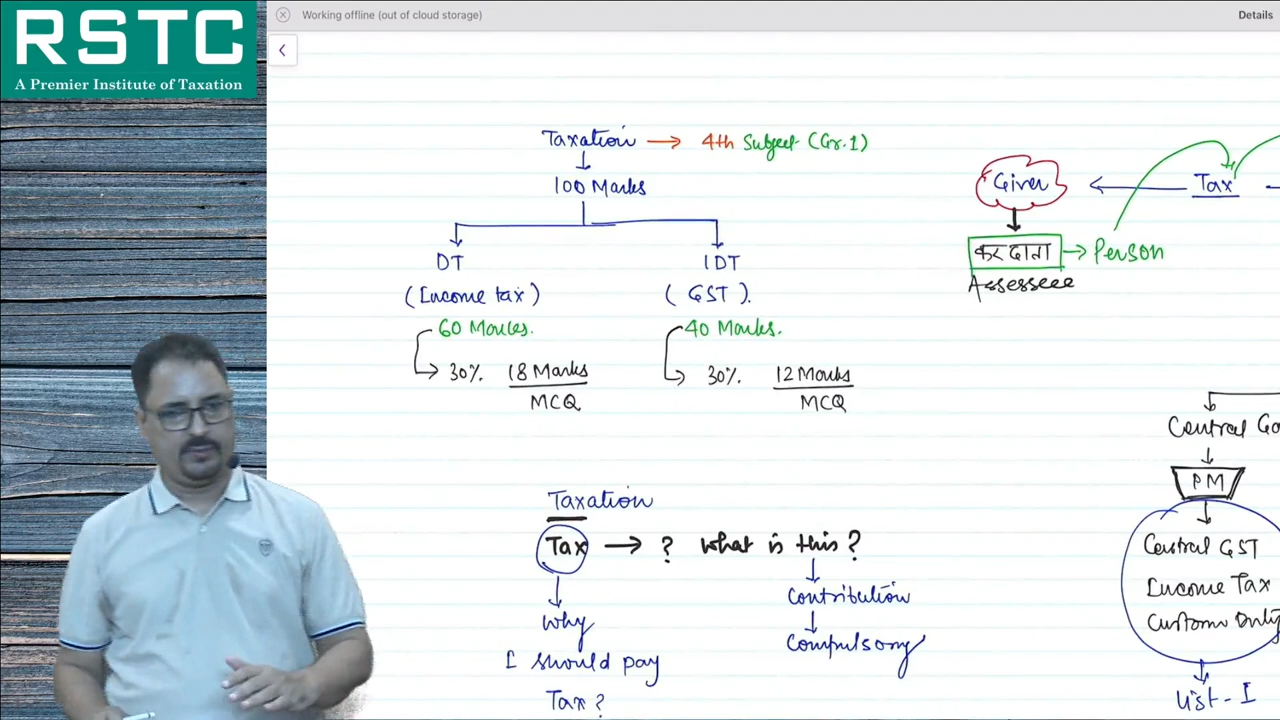 RSTC
A Premier Institute of Taxation
Working offline (out of cloud storage)
Details
Taxation → 4th Subject (Gr.I)
100 Marks
DT
IDT
(Income tax)
(GST).
60 Marks.
40 Marks.
30% 18 Marks
MCQ
30% 12 Marks
MCQ
Giver ← Tax
करदाता → Person
Assessee
Central Go
PM
Central GST
Income Tax
Custom Duty
List - I
Taxation
Tax → ? What is this?
Why
I should pay
Tax?
Contribution
Compulsory